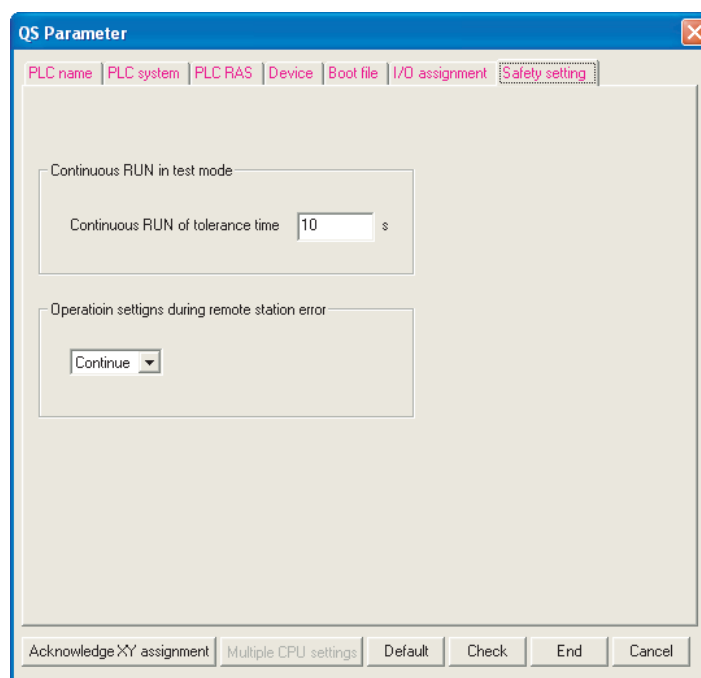 QS Parameter
PLC name PLC system PLC RAS Device Boot file I/O assignment Safety setting
Continuous RUN in test mode
Continuous RUN of tolerance time 10 s
Operatioin settigns during remote station error
Continue
Acknowledge XY assignment Multiple CPU settings Default Check End Cancel